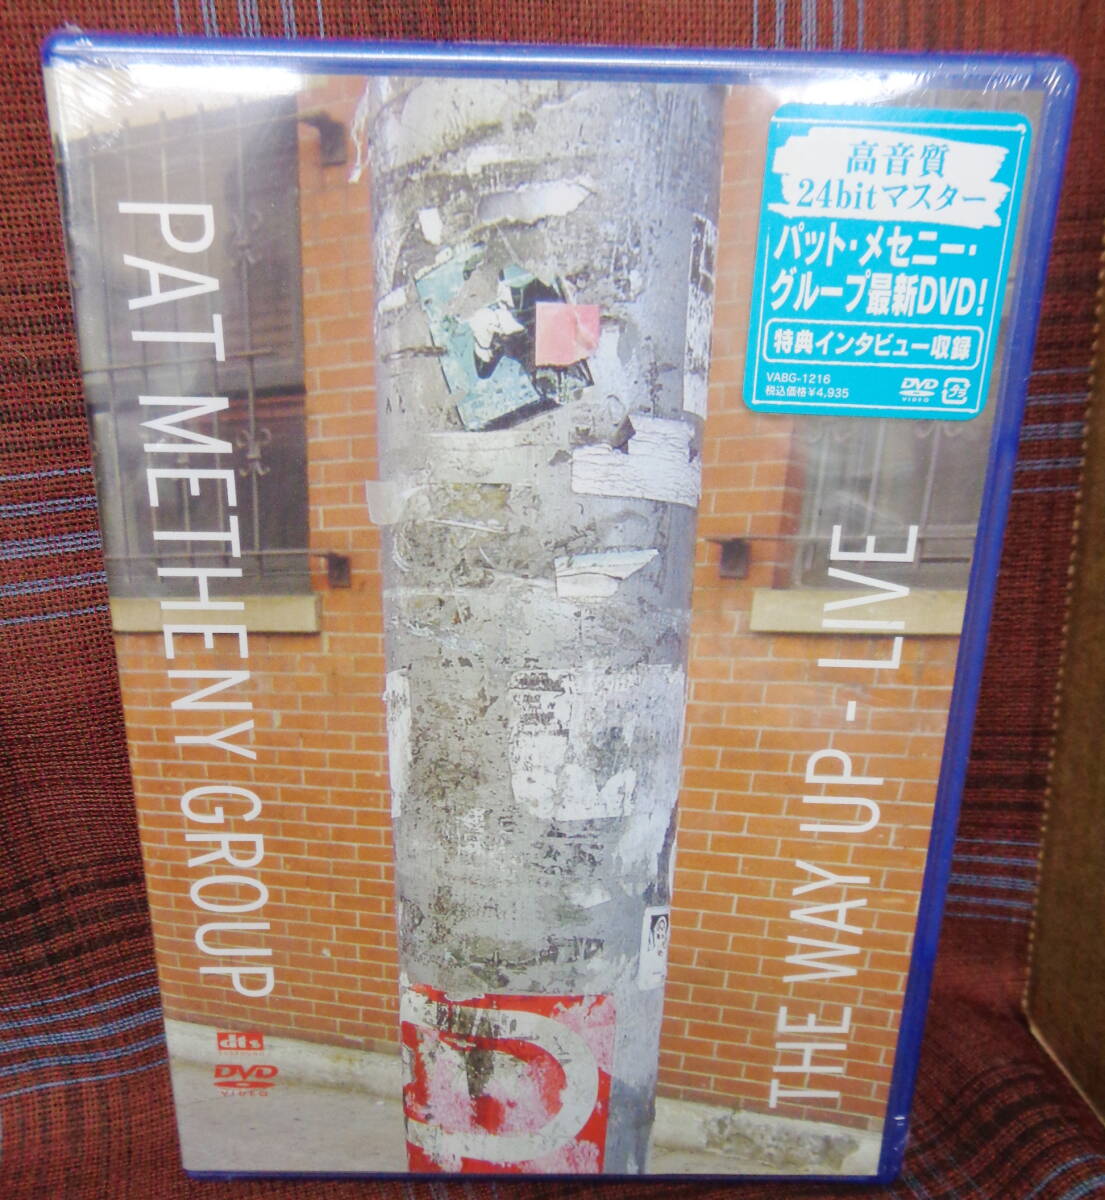 PAT METHENY GROUP
THE WAY UP - LIVE
高音質
24bitマスター
パット・メセニー・
グループ最新DVD!
特典インタビュー収録
VABG-1216
税込価格¥4,935
DVD
VIDEO
dts
DVD